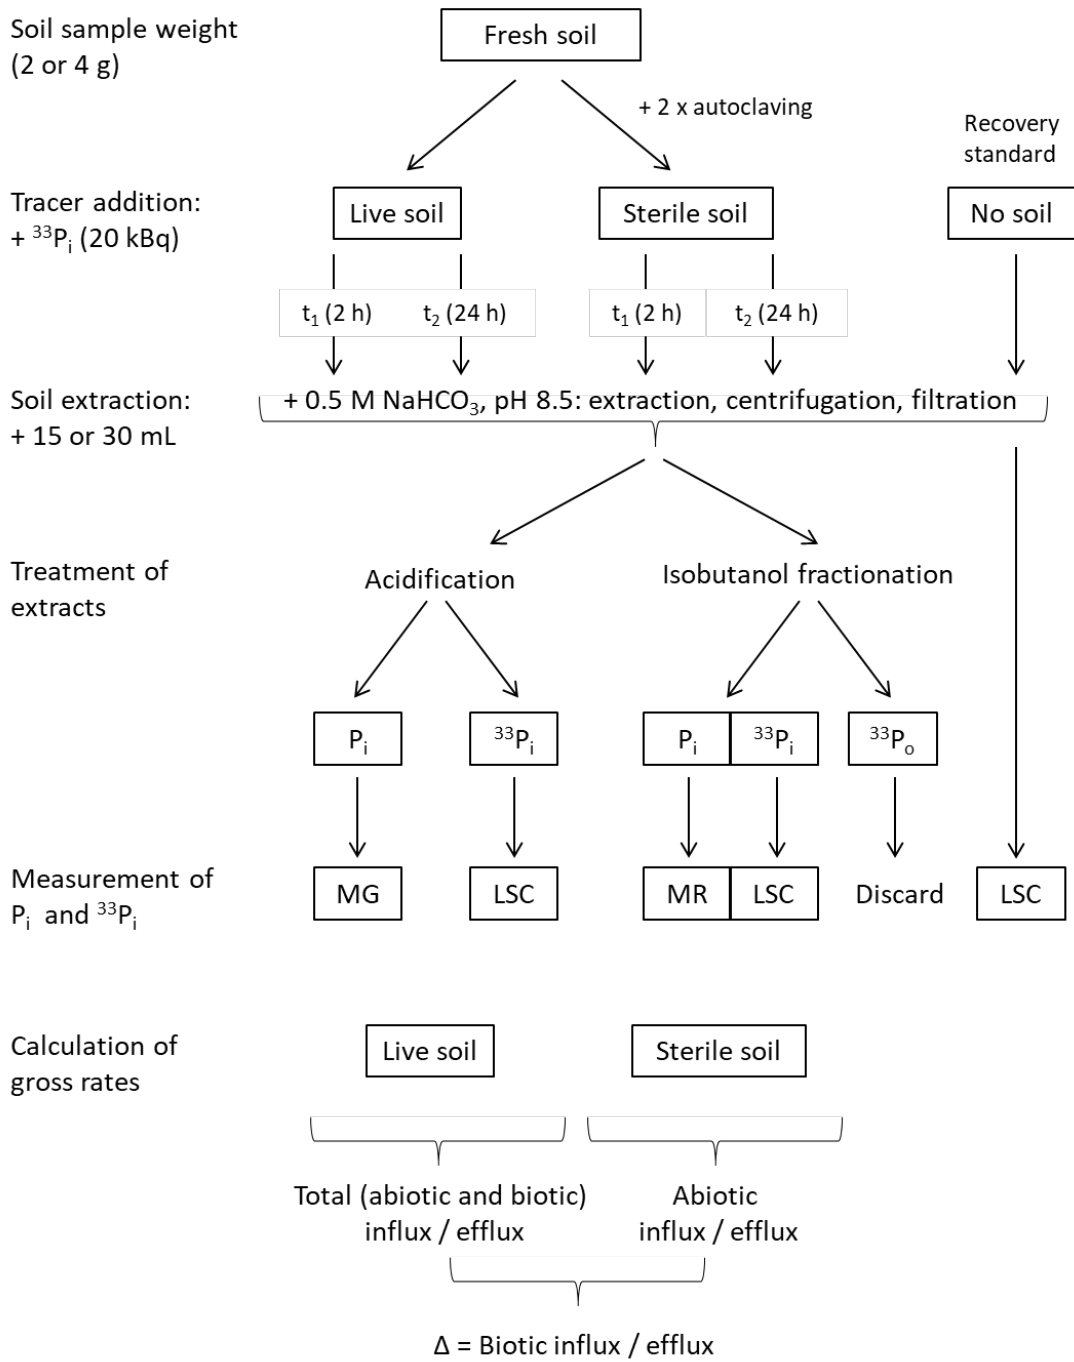 Soil sample weight
(2 or 4 g)
Fresh soil
+ 2 x autoclaving
Recovery
standard
Tracer addition:
+ ³³Pᵢ (20 kBq)
Live soil
Sterile soil
No soil
t₁ (2 h)
t₂ (24 h)
t₁ (2 h)
t₂ (24 h)
Soil extraction:
+ 15 or 30 mL
+ 0.5 M NaHCO₃, pH 8.5: extraction, centrifugation, filtration
Treatment of
extracts
Acidification
Isobutanol fractionation
Pᵢ
³³Pᵢ
Pᵢ
³³Pᵢ
³³Pₒ
Measurement of
Pᵢ and ³³Pᵢ
MG
LSC
MR
LSC
Discard
LSC
Calculation of
gross rates
Live soil
Sterile soil
Total (abiotic and biotic)
influx / efflux
Abiotic
influx / efflux
Δ = Biotic influx / efflux